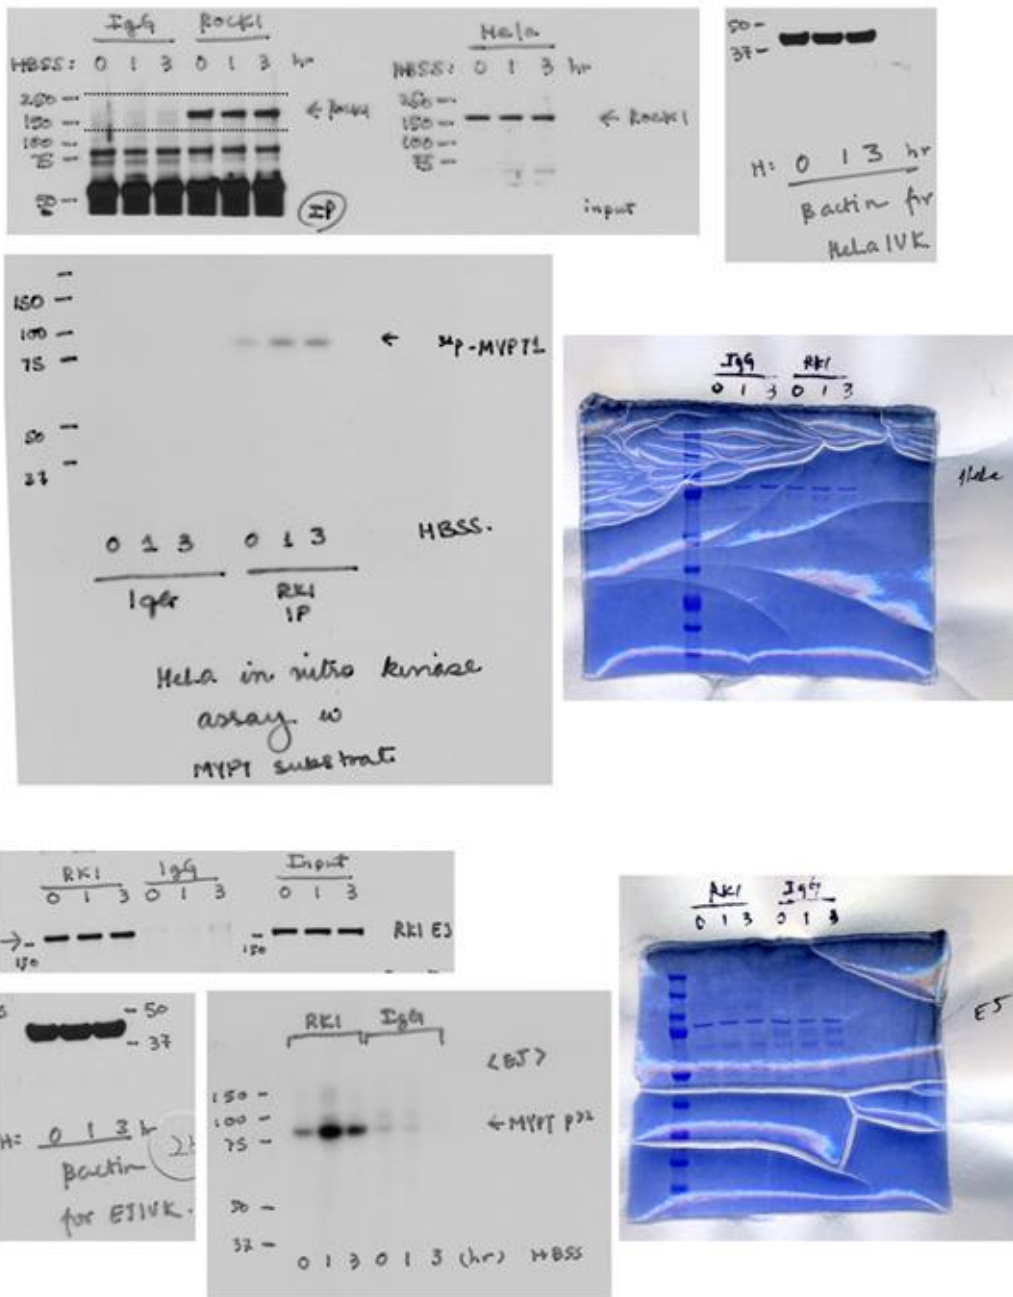 IgG ROCK1
HBSS: 0 1 3 0 1 3 hr
250
150
100
75
50
← Rock1
IP
Hela
HBSS: 0 1 3 hr
250
150
100
75
← ROCK1
input
50
37
H: 0 1 3 hr
βactin for
HeLa IVK
150
100
75
50
37
← 32P-MYPT1
0 1 3 0 1 3 HBSS.
IgG RK1
IP
HeLa in vitro kinase
assay w
MYPT substrate
IgG RK1
0 1 3 0 1 3
Hela
RK1 IgG Input
0 1 3 0 1 3 0 1 3
→
150
150
RK1 EJ
50
37
H: 0 1 3 h
βactin
for EJ IVK.
RK1 IgG
<EJ>
150
100
75
50
37
← MYPT p32
0 1 3 0 1 3 (hr) HBSS
RK1 IgG
0 1 3 0 1 3
EJ